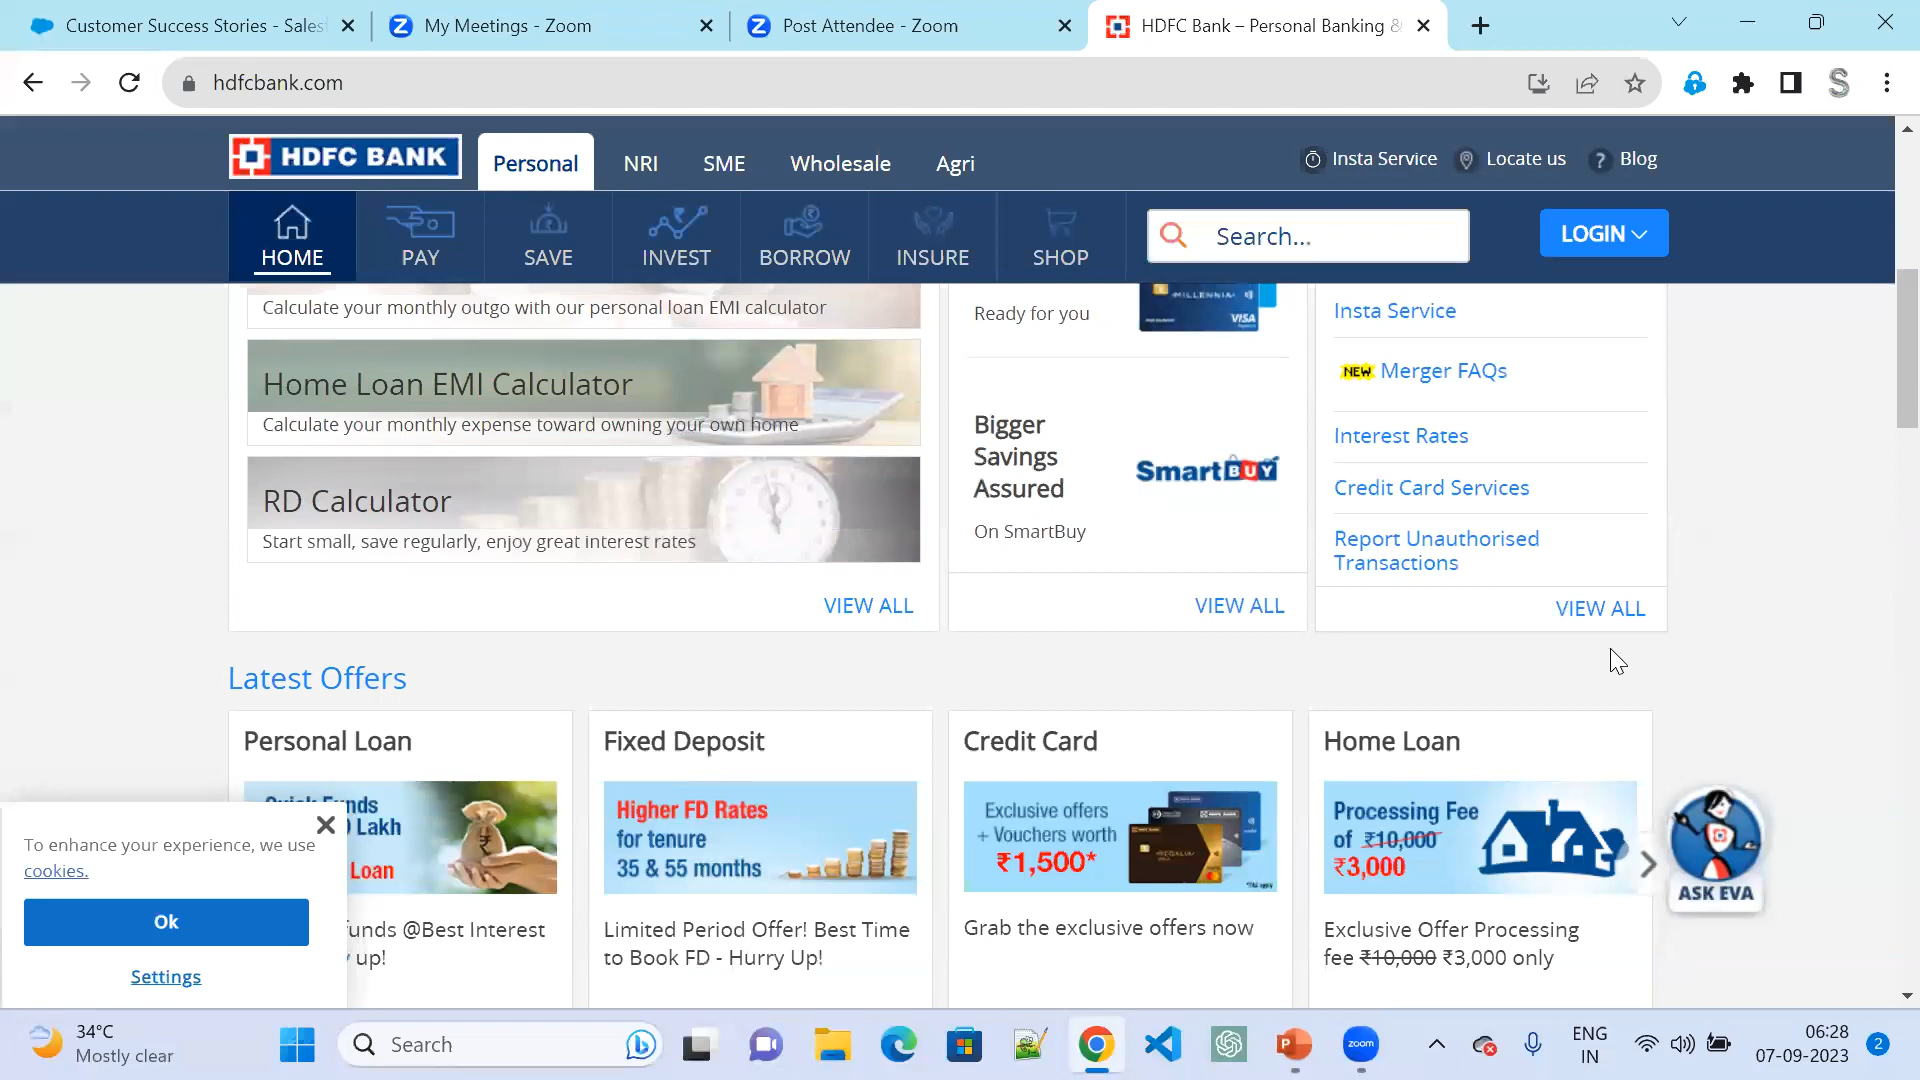 Customer Success Stories - Sales
My Meetings - Zoom
Post Attendee - Zoom
HDFC Bank – Personal Banking &
hdfcbank.com
HDFC BANK
Personal
NRI
SME
Wholesale
Agri
Insta Service
Locate us
? Blog
HOME
PAY
SAVE
INVEST
BORROW
INSURE
SHOP
Search...
LOGIN
Calculate your monthly outgo with our personal loan EMI calculator
Home Loan EMI Calculator
Calculate your monthly expense toward owning your own home
RD Calculator
Start small, save regularly, enjoy great interest rates
VIEW ALL
MILLENNIA
VISA
Ready for you
Bigger
Savings
Assured
SmartBUY
On SmartBuy
VIEW ALL
Insta Service
NEW Merger FAQs
Interest Rates
Credit Card Services
Report Unauthorised
Transactions
VIEW ALL
Latest Offers
Personal Loan
Loan
up!
Fixed Deposit
Higher FD Rates
for tenure
35 & 55 months
Limited Period Offer! Best Time
to Book FD - Hurry Up!
Credit Card
Exclusive offers
+ Vouchers worth
₹1,500*
REGALIA
Grab the exclusive offers now
Home Loan
Processing Fee
of ₹10,000
₹3,000
Exclusive Offer Processing
fee ₹10,000 ₹3,000 only
ASK EVA
@Best Interest
To enhance your experience, we use
cookies.
Ok
Settings
34°C
Mostly clear
Search
zoom
ENG
IN
06:28
07-09-2023
2